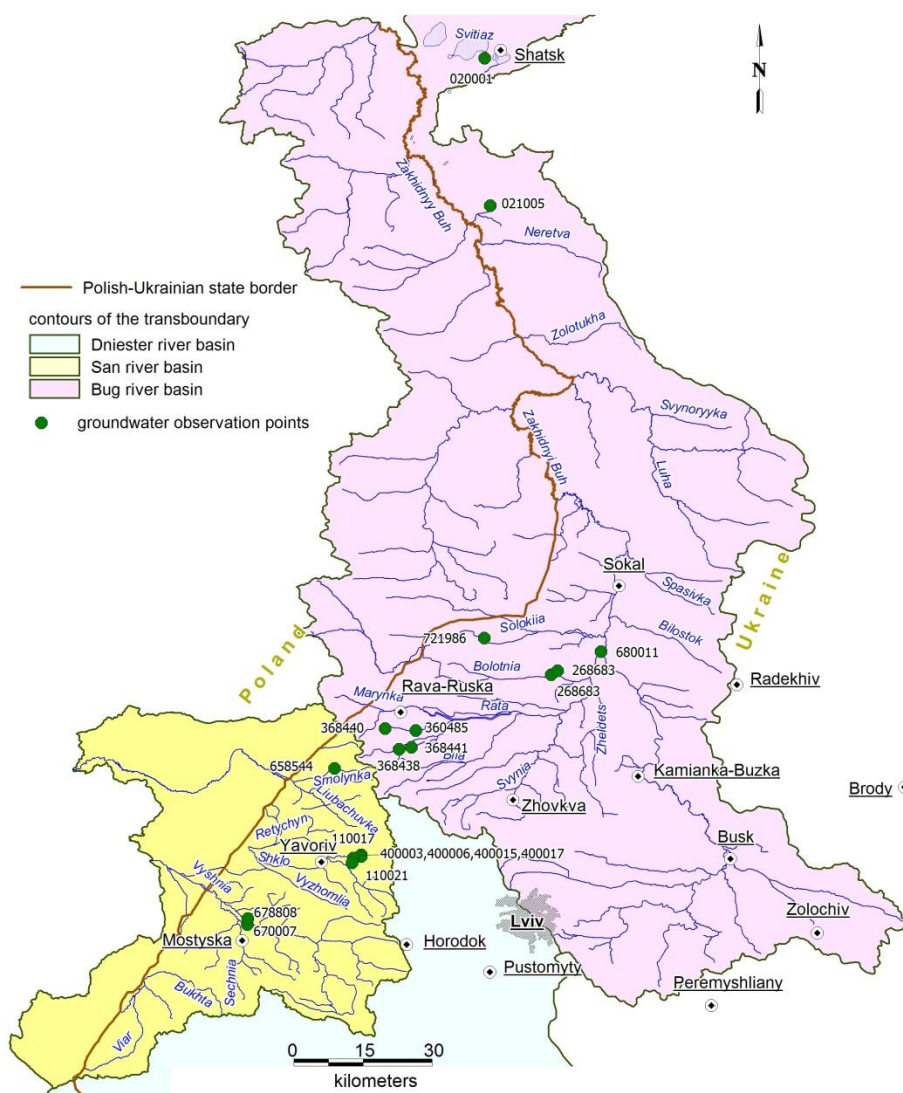 Svitiaz
Shatsk
020001
N
Zakhidnyy Buh
021005
Neretva
Polish-Ukrainian state border
contours of the transboundary
Dniester river basin
San river basin
Bug river basin
groundwater observation points
Zolotukha
Svynoryyka
Zakhidnyi Buh
Luha
Sokal
Spasivka
Ukraine
Poland
Solokiia
Bilostok
721986
680011
Bolotnia
268683
268683
Radekhiv
Marynka
Rava-Ruska
Rata
Zheldets
368440
360485
368441
Bila
368438
658544
Smolynka
Liubachuvka
Svynia
Kamianka-Buzka
Zhovkva
Brody
Retychyn
110017
Yavoriv
400003,400006,400015,400017
Shklo
110021
Busk
Vyshnia
Vyzhomlia
678808
670007
Mostyska
Horodok
Lviv
Zolochiv
Pustomyty
Sechnia
Bukhta
Peremyshliany
Viar
0 15 30
kilometers